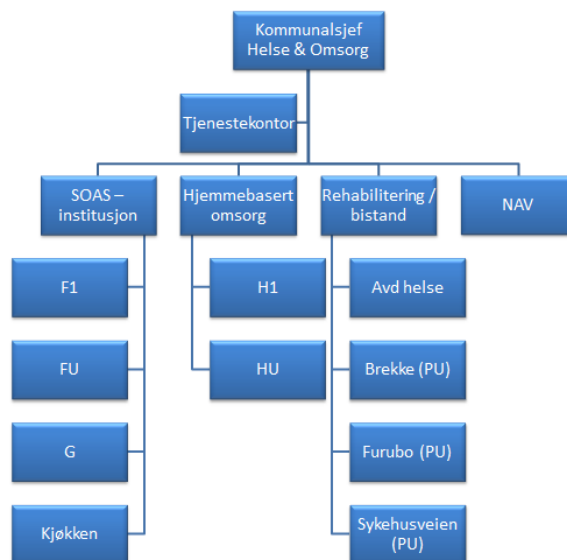 Kommunalsjef
Helse & Omsorg
Tjenestekontor
SOAS –
institusjon
Hjemmebasert
omsorg
Rehabilitering /
bistand
NAV
F1
H1
Avd helse
FU
HU
Brekke (PU)
G
Furubo (PU)
Kjøkken
Sykehusveien
(PU)